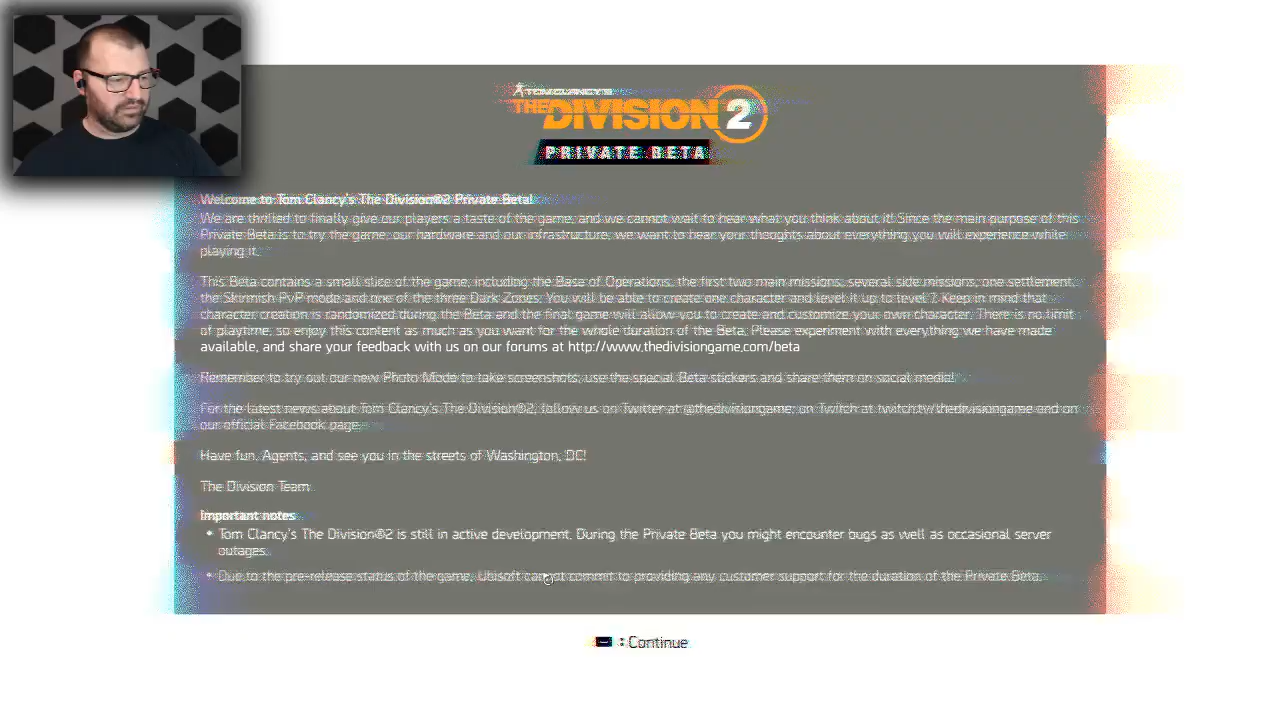 TOM CLANCY'S
THE DIVISION 2
PRIVATE BETA
Welcome to Tom Clancy's The Division®2 Private Beta!
We are thrilled to finally give our players a taste of the game, and we cannot wait to hear what you think about it! Since the main purpose of this
Private Beta is to try the game, our hardware and our infrastructure, we want to hear your thoughts about everything you will experience while
playing it.
This Beta contains a small slice of the game, including the Base of Operations, the first two main missions, several side missions, one settlement,
the Skirmish PvP mode and one of the three Dark Zones. You will be able to create one character and level it up to level 7. Keep in mind that
character creation is randomized during the Beta and the final game will allow you to create and customize your own character. There is no limit
of playtime, so enjoy this content as much as you want for the whole duration of the Beta. Please experiment with everything we have made
available, and share your feedback with us on our forums at http://www.thedivisiongame.com/beta
Remember to try out our new Photo Mode to take screenshots, use the special Beta stickers and share them on social media!
For the latest news about Tom Clancy's The Division®2, follow us on Twitter at @thedivisiongame, on Twitch at twitch.tv/thedivisiongame and on
our official Facebook page.
Have fun, Agents, and see you in the streets of Washington, DC!
The Division Team
Important notes
• Tom Clancy's The Division®2 is still in active development. During the Private Beta you might encounter bugs as well as occasional server
outages.
• Due to the pre-release status of the game, Ubisoft cannot commit to providing any customer support for the duration of the Private Beta.
: Continue